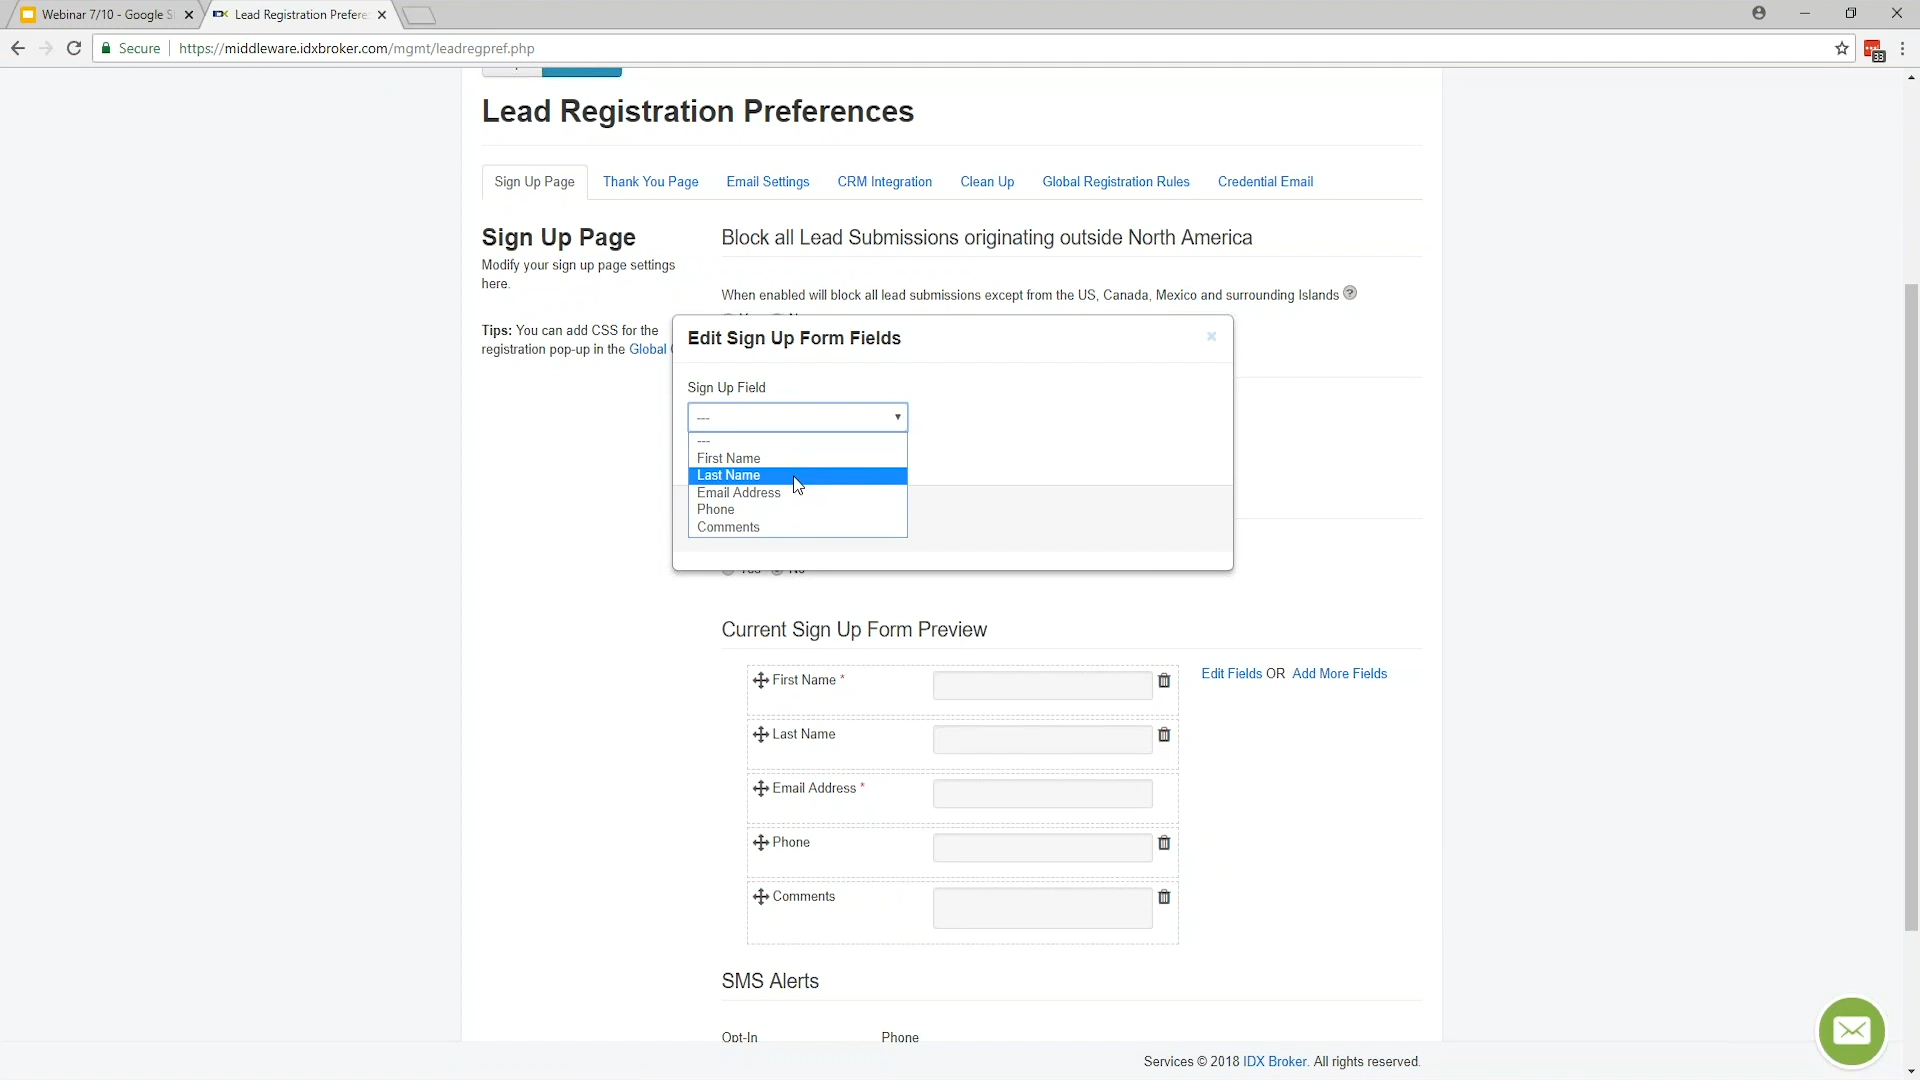 Webinar 7/10 - Google S
Lead Registration Prefere
Secure
https://middleware.idxbroker.com/mgmt/leadregpref.php
33
Lead Registration Preferences
Sign Up Page
Thank You Page
Email Settings
CRM Integration
Clean Up
Global Registration Rules
Credential Email
Sign Up Page
Modify your sign up page settings
here.
Tips: You can add CSS for the
registration pop-up in the Global
Block all Lead Submissions originating outside North America
When enabled will block all lead submissions except from the US, Canada, Mexico and surrounding Islands ?
Edit Sign Up Form Fields
×
Sign Up Field
---
---
First Name
Last Name
Email Address
Phone
Comments
Yes No
Current Sign Up Form Preview
First Name *
Last Name
Email Address *
Phone
Comments
Edit Fields OR Add More Fields
SMS Alerts
Opt-In
Phone
Services © 2018 IDX Broker. All rights reserved.